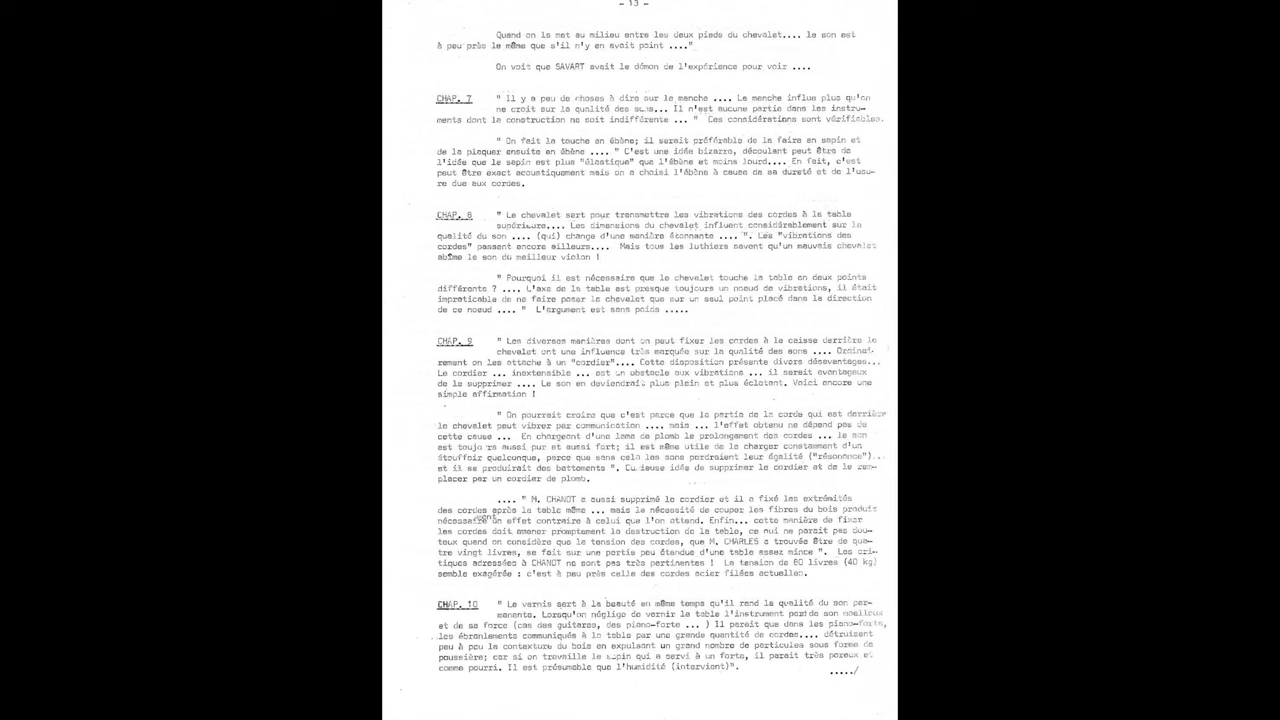 - 13 -
Quand on le met au milieu entre les deux pieds du chevalet.... le son est
à peu près le même que s'il n'y en avait point ...."
On voit que SAVART avait le démon de l'expérience pour voir ....
CHAP. 7 " Il y a peu de choses à dire sur le manche .... Le manche influe plus qu'on
ne croit sur la qualité des sons... Il n'est aucune partie dans les instru-
ments dont la construction ne soit indifférente ... " Ces considérations sont vérifiables.
" On fait la touche en ébène; il serait préférable de la faire en sapin et
de la plaquer ensuite en ébène .... " C'est une idée bizarre, découlant peut être de
l'idée que le sapin est plus "élastique" que l'ébène et moins lourd.... En fait, c'est
peut être exact acoustiquement mais on a choisi l'ébène à cause de sa dureté et de l'usu-
re due aux cordes.
CHAP. 8 " Le chevalet sert pour transmettre les vibrations des cordes à la table
supérieure.... Les dimensions du chevalet influent considérablement sur la
qualité du son .... (qui) change d'une manière étonnante .... ". Les "vibrations des
cordes" passent encore ailleurs.... Mais tous les luthiers savent qu'un mauvais chevalet
abîme le son du meilleur violon !
" Pourquoi il est nécessaire que le chevalet touche la table en deux points
différents ? .... L'axe de la table est presque toujours un noeud de vibrations, il était
impraticable de ne faire poser le chevalet que sur un seul point placé dans la direction
de ce noeud .... " L'argument est sans poids .....
CHAP. 9 " Les diverses manières dont on peut fixer les cordes à la caisse derrière le
chevalet ont une influence très marquée sur la qualité des sons .... Ordinai-
rement on les attache à un "cordier".... Cette disposition présente divers désavantages...
Le cordier ... inextensible ... est un obstacle aux vibrations ... il serait avantageux
de le supprimer .... Le son en deviendrait plus plein et plus éclatant. Voici encore une
simple affirmation !
" On pourrait croire que c'est parce que la partie de la corde qui est derrière
le chevalet peut vibrer par communication .... mais ... l'effet obtenu ne dépend pas de
cette cause ... En chargeant d'une lame de plomb le prolongement des cordes ... le son
est toujours aussi pur et aussi fort; il est même utile de la charger constamment d'un
étouffoir quelconque, parce que sans cela les sons perdraient leur égalité ("résonance")...
et il se produirait des battements ". Curieuse idée de supprimer le cordier et de le rem-
placer par un cordier de plomb.
.... " M. CHANOT a aussi supprimé le cordier et il a fixé les extrémités
des cordes après la table même ... mais la nécessité de couper les fibres du bois produit
nécessairement un effet contraire à celui que l'on attend. Enfin... cette manière de fixer
les cordes doit amener promptement la destruction de la table, ce qui ne parait pas dou-
teux quand on considère que la tension des cordes, que M. CHARLES a trouvée être de qua-
tre vingt livres, se fait sur une partie peu étendue d'une table assez mince ". Les cri-
tiques adressées à CHANOT ne sont pas très pertinentes ! La tension de 80 livres (40 kg)
semble exagérée : c'est à peu près celle des cordes acier filées actuelles.
CHAP. 10 " Le vernis sert à la beauté en même temps qu'il rend la qualité du son per-
manente. Lorsqu'on néglige de vernir la table l'instrument perd de son moelleux
et de sa force (cas des guitares, des piano-forte ... ) Il parait que dans les piano-forte,
les ébranlements communiqués à la table par une grande quantité de cordes.... détruisent
peu à peu la contexture du bois en expulsant un grand nombre de particules sous forme de
poussière; car si on travaille le sapin qui a servi à un forte, il parait très poreux et
comme pourri. Il est présumable que l'humidité (intervient)".
...../